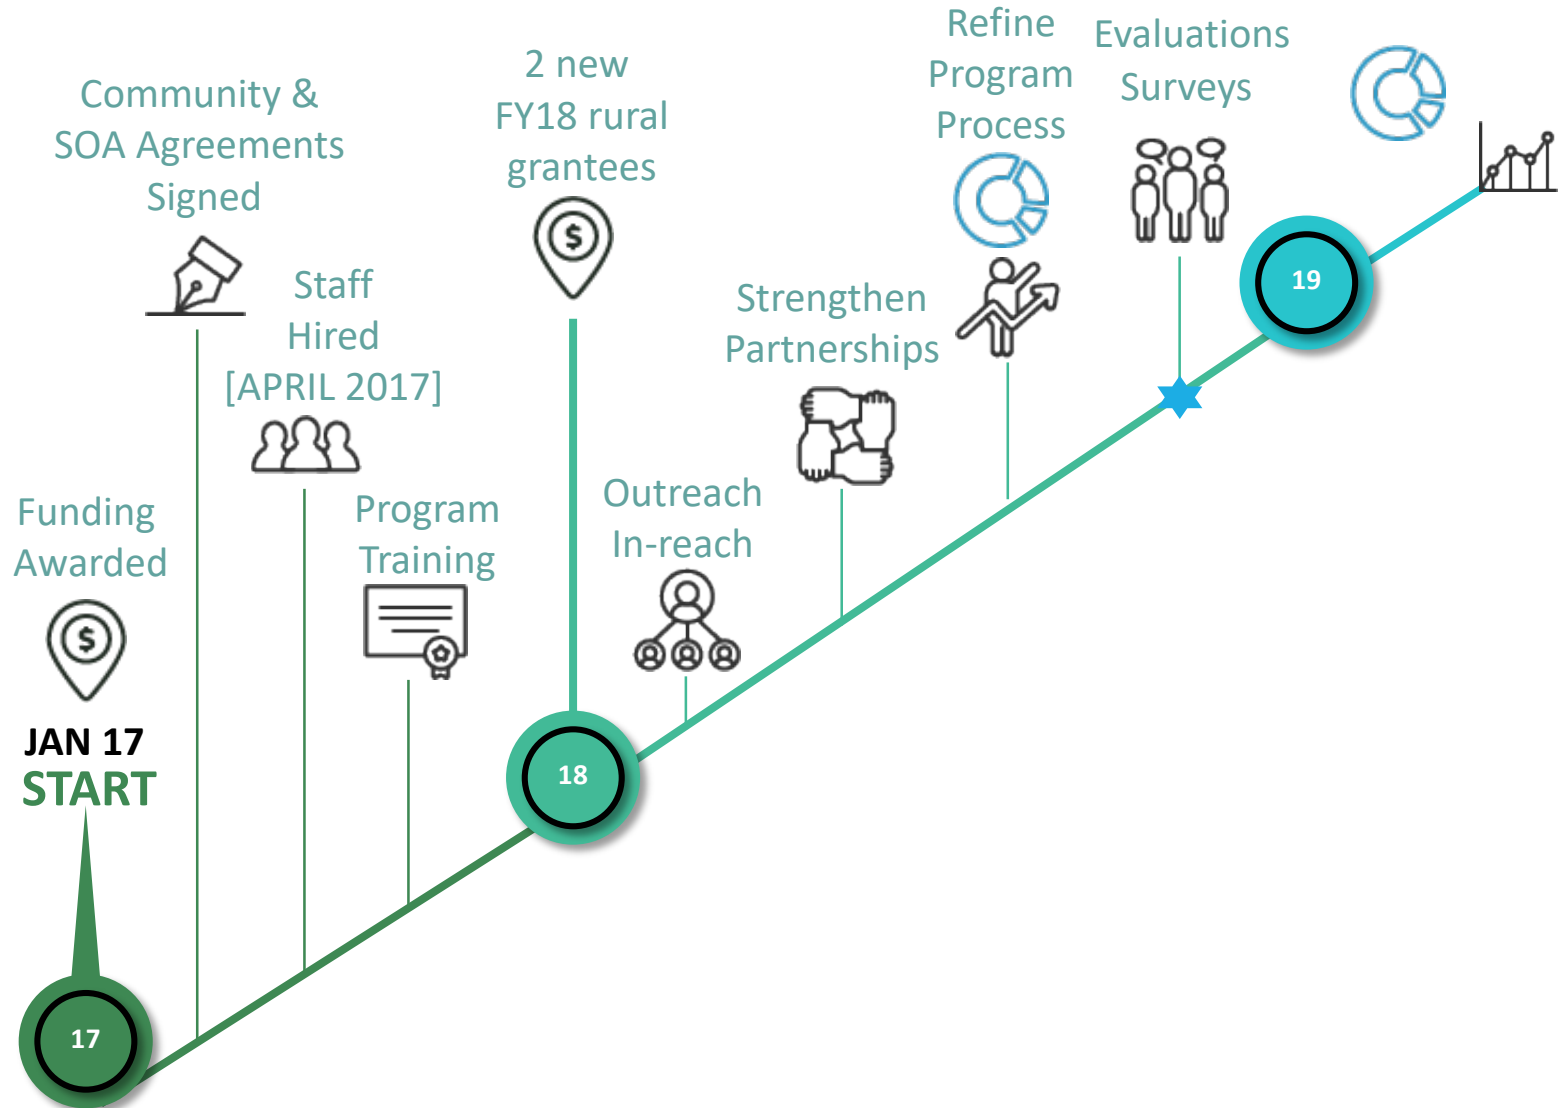 Funding
Awarded
$
JAN 17
START
17
Community &
SOA Agreements
Signed
Staff
Hired
[APRIL 2017]
Program
Training
2 new
FY18 rural
grantees
$
18
Outreach
In-reach
Strengthen
Partnerships
Refine
Program
Process
Evaluations
Surveys
19